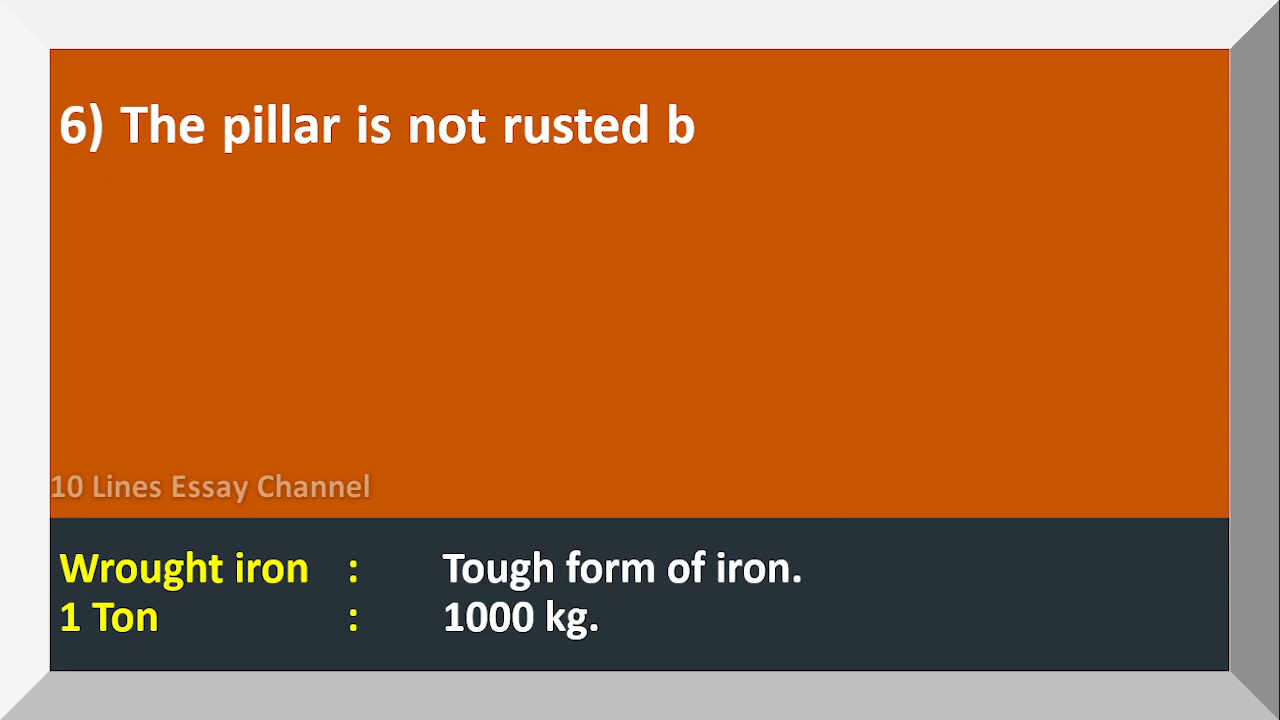 6) The pillar is not rusted b
10 Lines Essay Channel
Wrought iron : Tough form of iron.
1 Ton : 1000 kg.